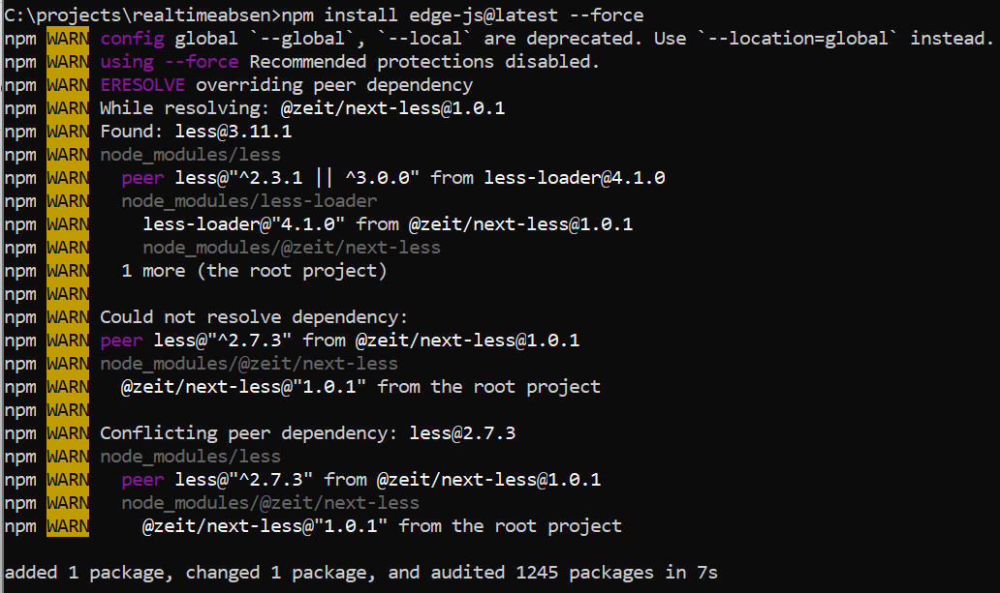 C:\projects\realtimeabsen>npm install edge-js@latest --force
npm WARN config global `--global`, `--local` are deprecated. Use `--location=global` instead.
npm WARN using --force Recommended protections disabled.
npm WARN ERESOLVE overriding peer dependency
npm WARN While resolving: @zeit/next-less@1.0.1
npm WARN Found: less@3.11.1
npm WARN node_modules/less
npm WARN   peer less@"^2.3.1 || ^3.0.0" from less-loader@4.1.0
npm WARN   node_modules/less-loader
npm WARN     less-loader@"4.1.0" from @zeit/next-less@1.0.1
npm WARN     node_modules/@zeit/next-less
npm WARN   1 more (the root project)
npm WARN
npm WARN Could not resolve dependency:
npm WARN peer less@"^2.7.3" from @zeit/next-less@1.0.1
npm WARN node_modules/@zeit/next-less
npm WARN   @zeit/next-less@"1.0.1" from the root project
npm WARN
npm WARN Conflicting peer dependency: less@2.7.3
npm WARN node_modules/less
npm WARN   peer less@"^2.7.3" from @zeit/next-less@1.0.1
npm WARN   node_modules/@zeit/next-less
npm WARN     @zeit/next-less@"1.0.1" from the root project
added 1 package, changed 1 package, and audited 1245 packages in 7s